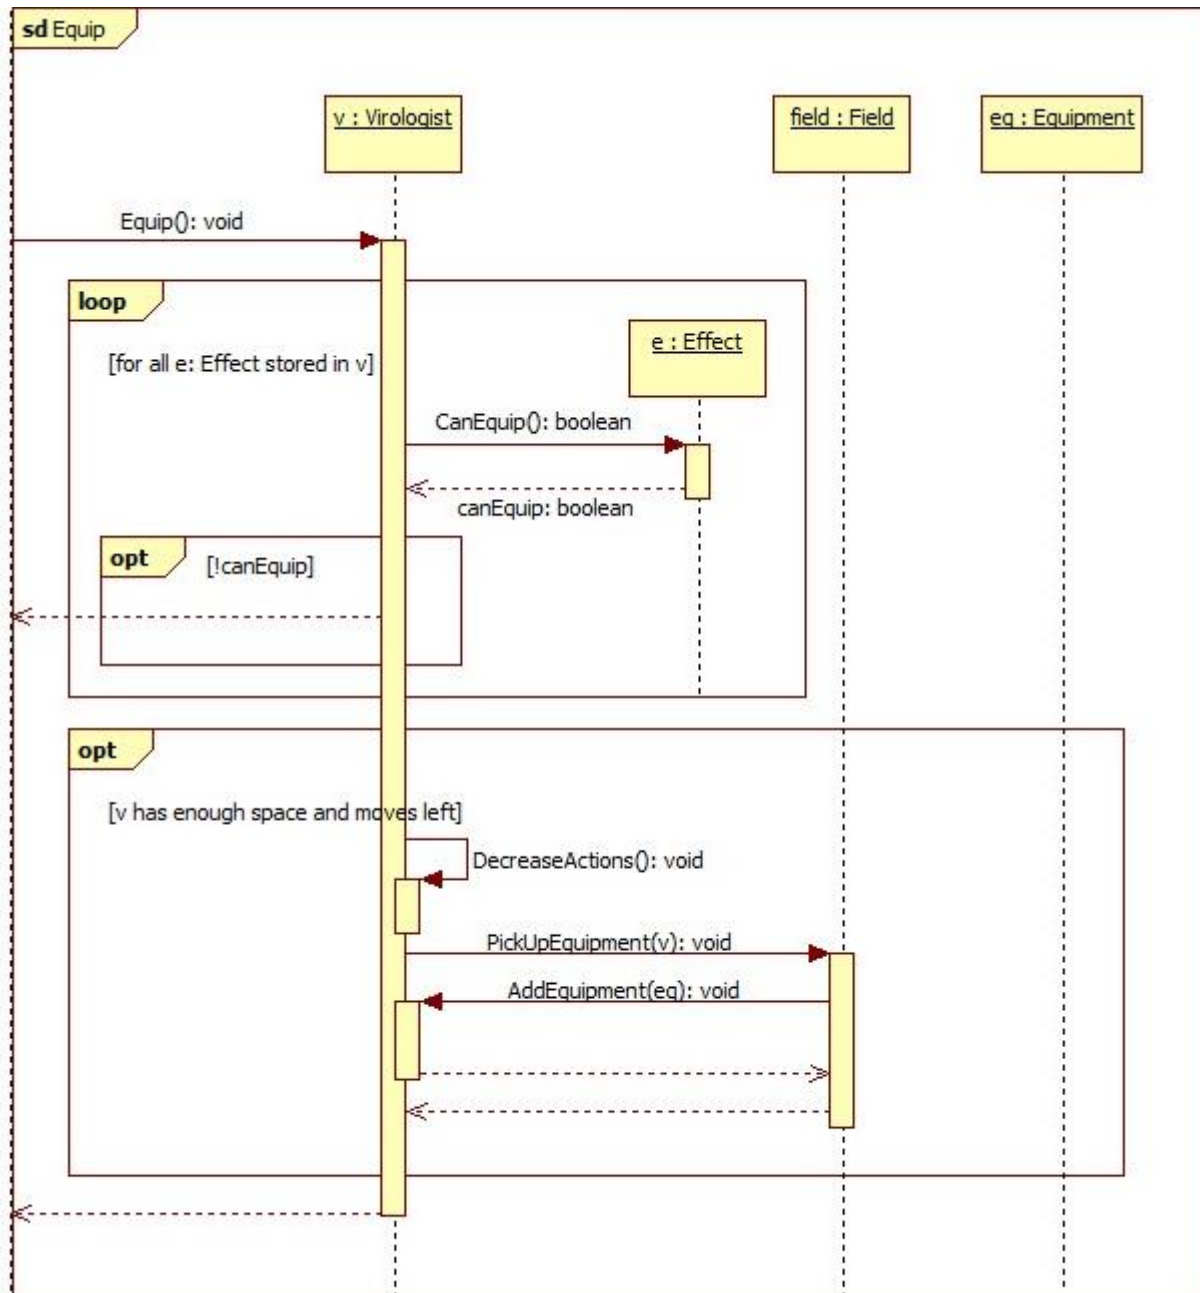 sd Equip
v : Virologist
field : Field
eq : Equipment
Equip(): void
loop
e : Effect
[for all e: Effect stored in v]
CanEquip(): boolean
canEquip: boolean
opt
[!canEquip]
opt
[v has enough space and moves left]
DecreaseActions(): void
PickUpEquipment(v): void
AddEquipment(eq): void